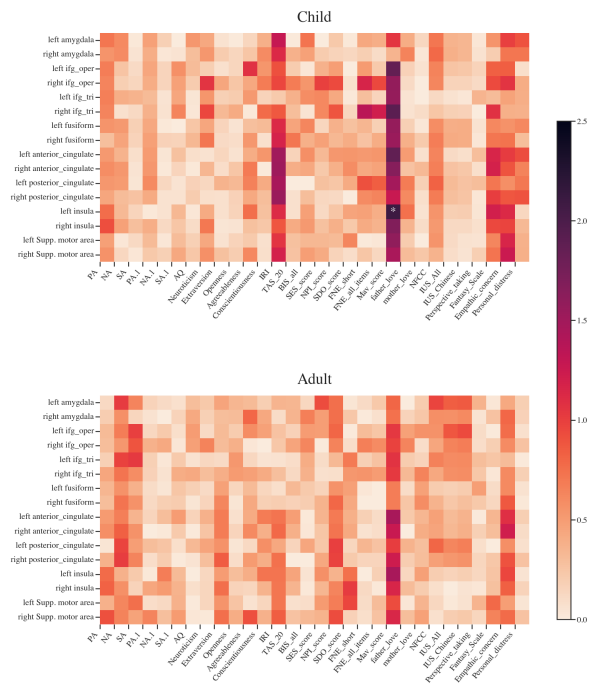 Child
left amygdala
right amygdala
left ifg_oper
right ifg_oper
left ifg_tri
right ifg_tri
left fusiform
right fusiform
left anterior_cingulate
right anterior_cingulate
left posterior_cingulate
right posterior_cingulate
left insula
right insula
left Supp. motor area
right Supp. motor area
*
PA
NA
SA
PA_1
NA_1
SA_1
AQ
Neuroticism
Extraversion
Openness
Agreeableness
Conscientiousness
IRI
TAS_20
BIS_all
SES_score
NPI_score
SDO_score
FNE_short
FNE_all_items
Mav_score
father_love
mother_love
NFCC
IUS_All
IUS_Chinese
Perspective_taking
Fantasy_Scale
Empathic_concern
Personal_distress
2.5
2.0
1.5
1.0
0.5
0.0
Adult
left amygdala
right amygdala
left ifg_oper
right ifg_oper
left ifg_tri
right ifg_tri
left fusiform
right fusiform
left anterior_cingulate
right anterior_cingulate
left posterior_cingulate
right posterior_cingulate
left insula
right insula
left Supp. motor area
right Supp. motor area
PA
NA
SA
PA_1
NA_1
SA_1
AQ
Neuroticism
Extraversion
Openness
Agreeableness
Conscientiousness
IRI
TAS_20
BIS_all
SES_score
NPI_score
SDO_score
FNE_short
FNE_all_items
Mav_score
father_love
mother_love
NFCC
IUS_All
IUS_Chinese
Perspective_taking
Fantasy_Scale
Empathic_concern
Personal_distress